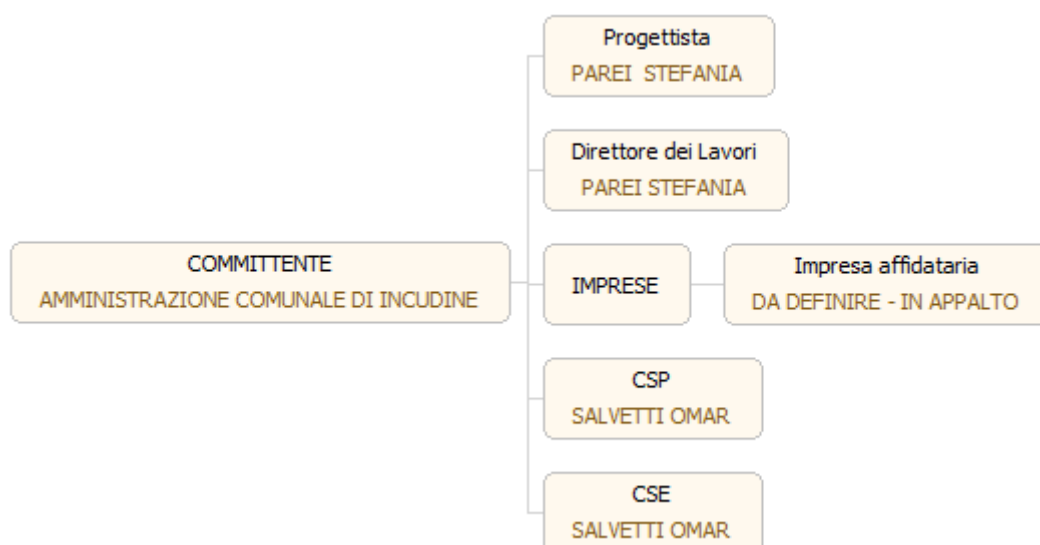 Progettista
PAREI STEFANIA
Direttore dei Lavori
PAREI STEFANIA
COMMITTENTE
AMMINISTRAZIONE COMUNALE DI INCUDINE
IMPRESE
Impresa affidataria
DA DEFINIRE - IN APPALTO
CSP
SALVETTI OMAR
CSE
SALVETTI OMAR